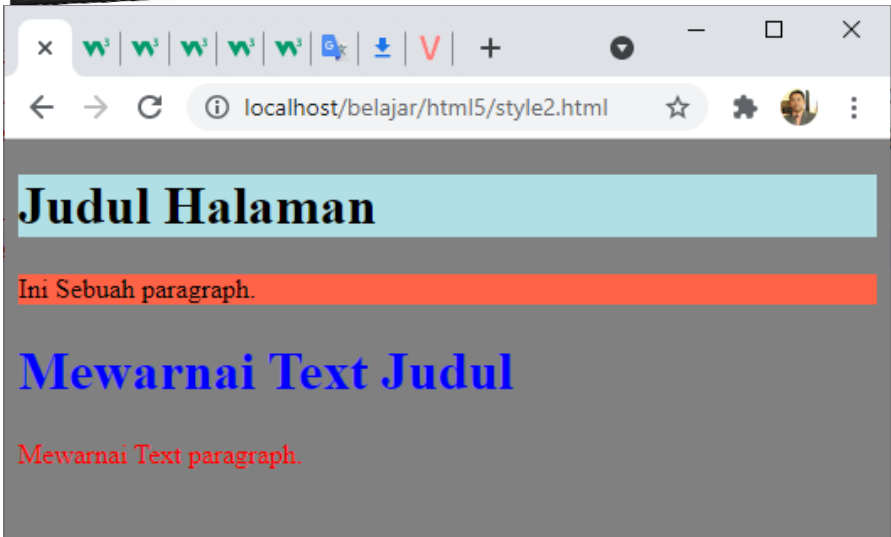 localhost/belajar/html5/style2.html
Judul Halaman
Ini Sebuah paragraph.
Mewarnai Text Judul
Mewarnai Text paragraph.